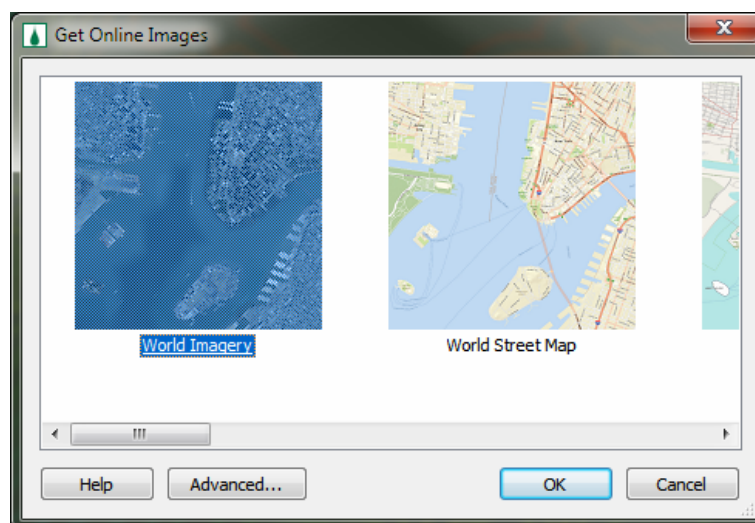 Get Online Images
World Imagery
World Street Map
Help
Advanced...
OK
Cancel